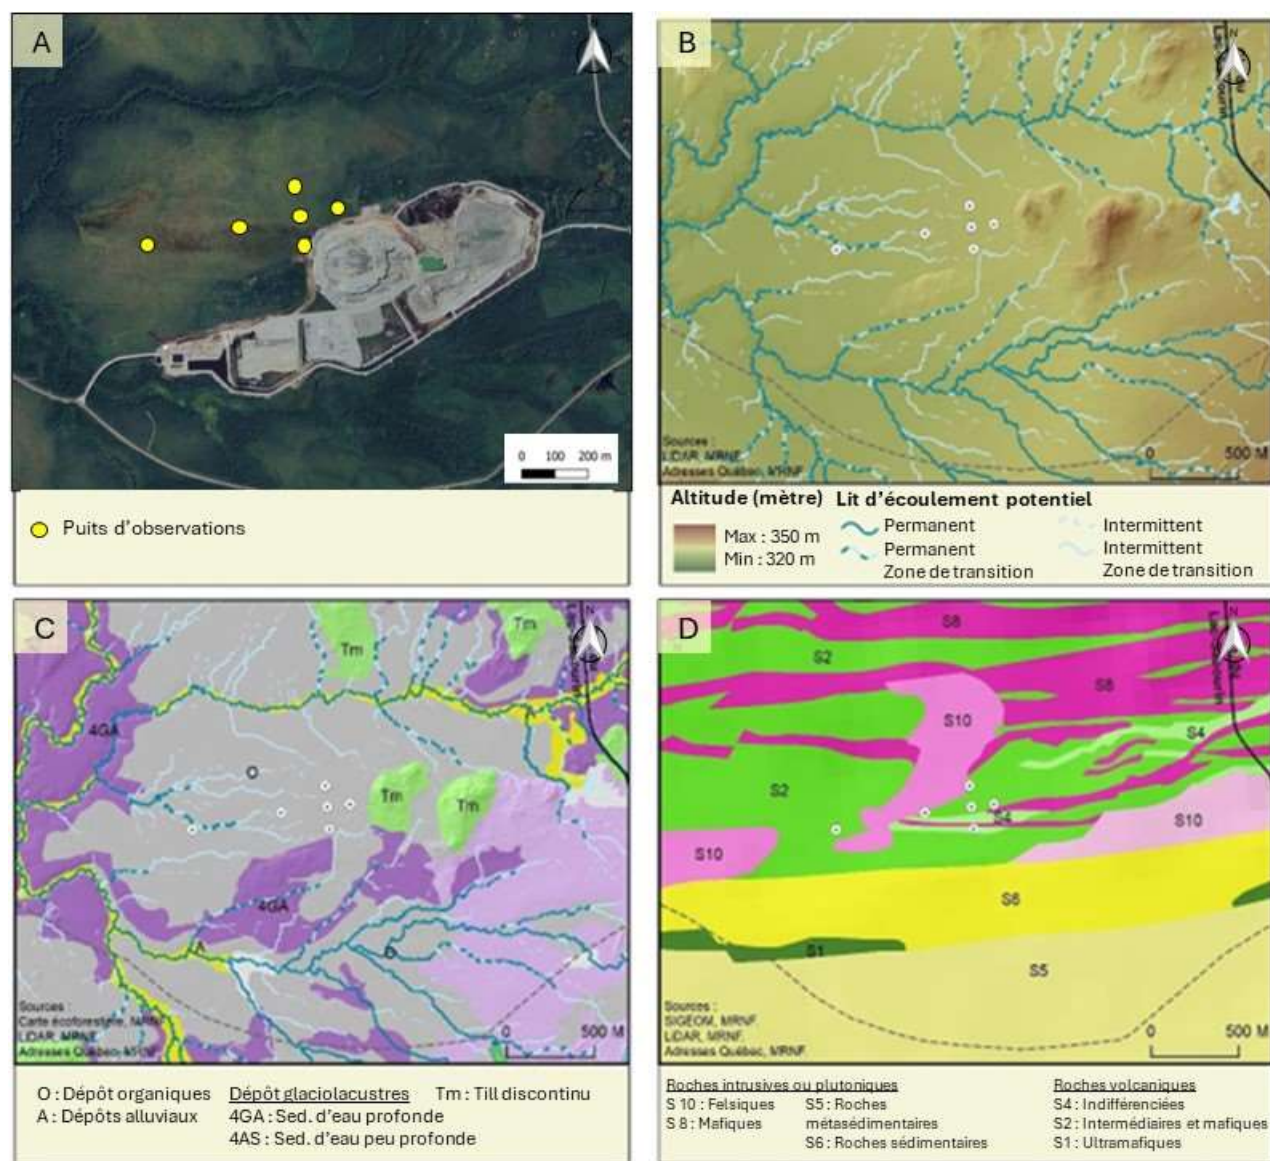 A
0 100 200 m
Puits d'observations
B
N
Sources :
LiDAR, MRNF.
Adresses Québec, MRNF
0 500 M
Altitude (mètre)
Max : 350 m
Min : 320 m
Lit d'écoulement potentiel
Permanent
Permanent
Zone de transition
Intermittent
Intermittent
Zone de transition
C
N
Tm
Tm
4GA
O
Tm
Tm
4GA
A
O
Sources :
Carte écoforestière, MRNF
LiDAR, MRNF.
Adresses Québec, MRNF
0 500 M
O : Dépôt organiques
A : Dépôts alluviaux
Dépôt glaciolacustres
4GA : Sed. d'eau profonde
4AS : Sed. d'eau peu profonde
Tm : Till discontinu
D
N
S8
S2
S8
S10
S4
S2
S4
S10
S10
S6
S1
S5
Sources :
SIGEOM, MRNF.
LiDAR, MRNF.
Adresses Québec, MRNF.
0 500 M
Roches intrusives ou plutoniques
S 10 : Felsiques
S 8 : Mafiques
S5 : Roches
métasédimentaires
S6 : Roches sédimentaires
Roches volcaniques
S4 : Indifférenciées
S2 : Intermédiaires et mafiques
S1 : Ultramafiques